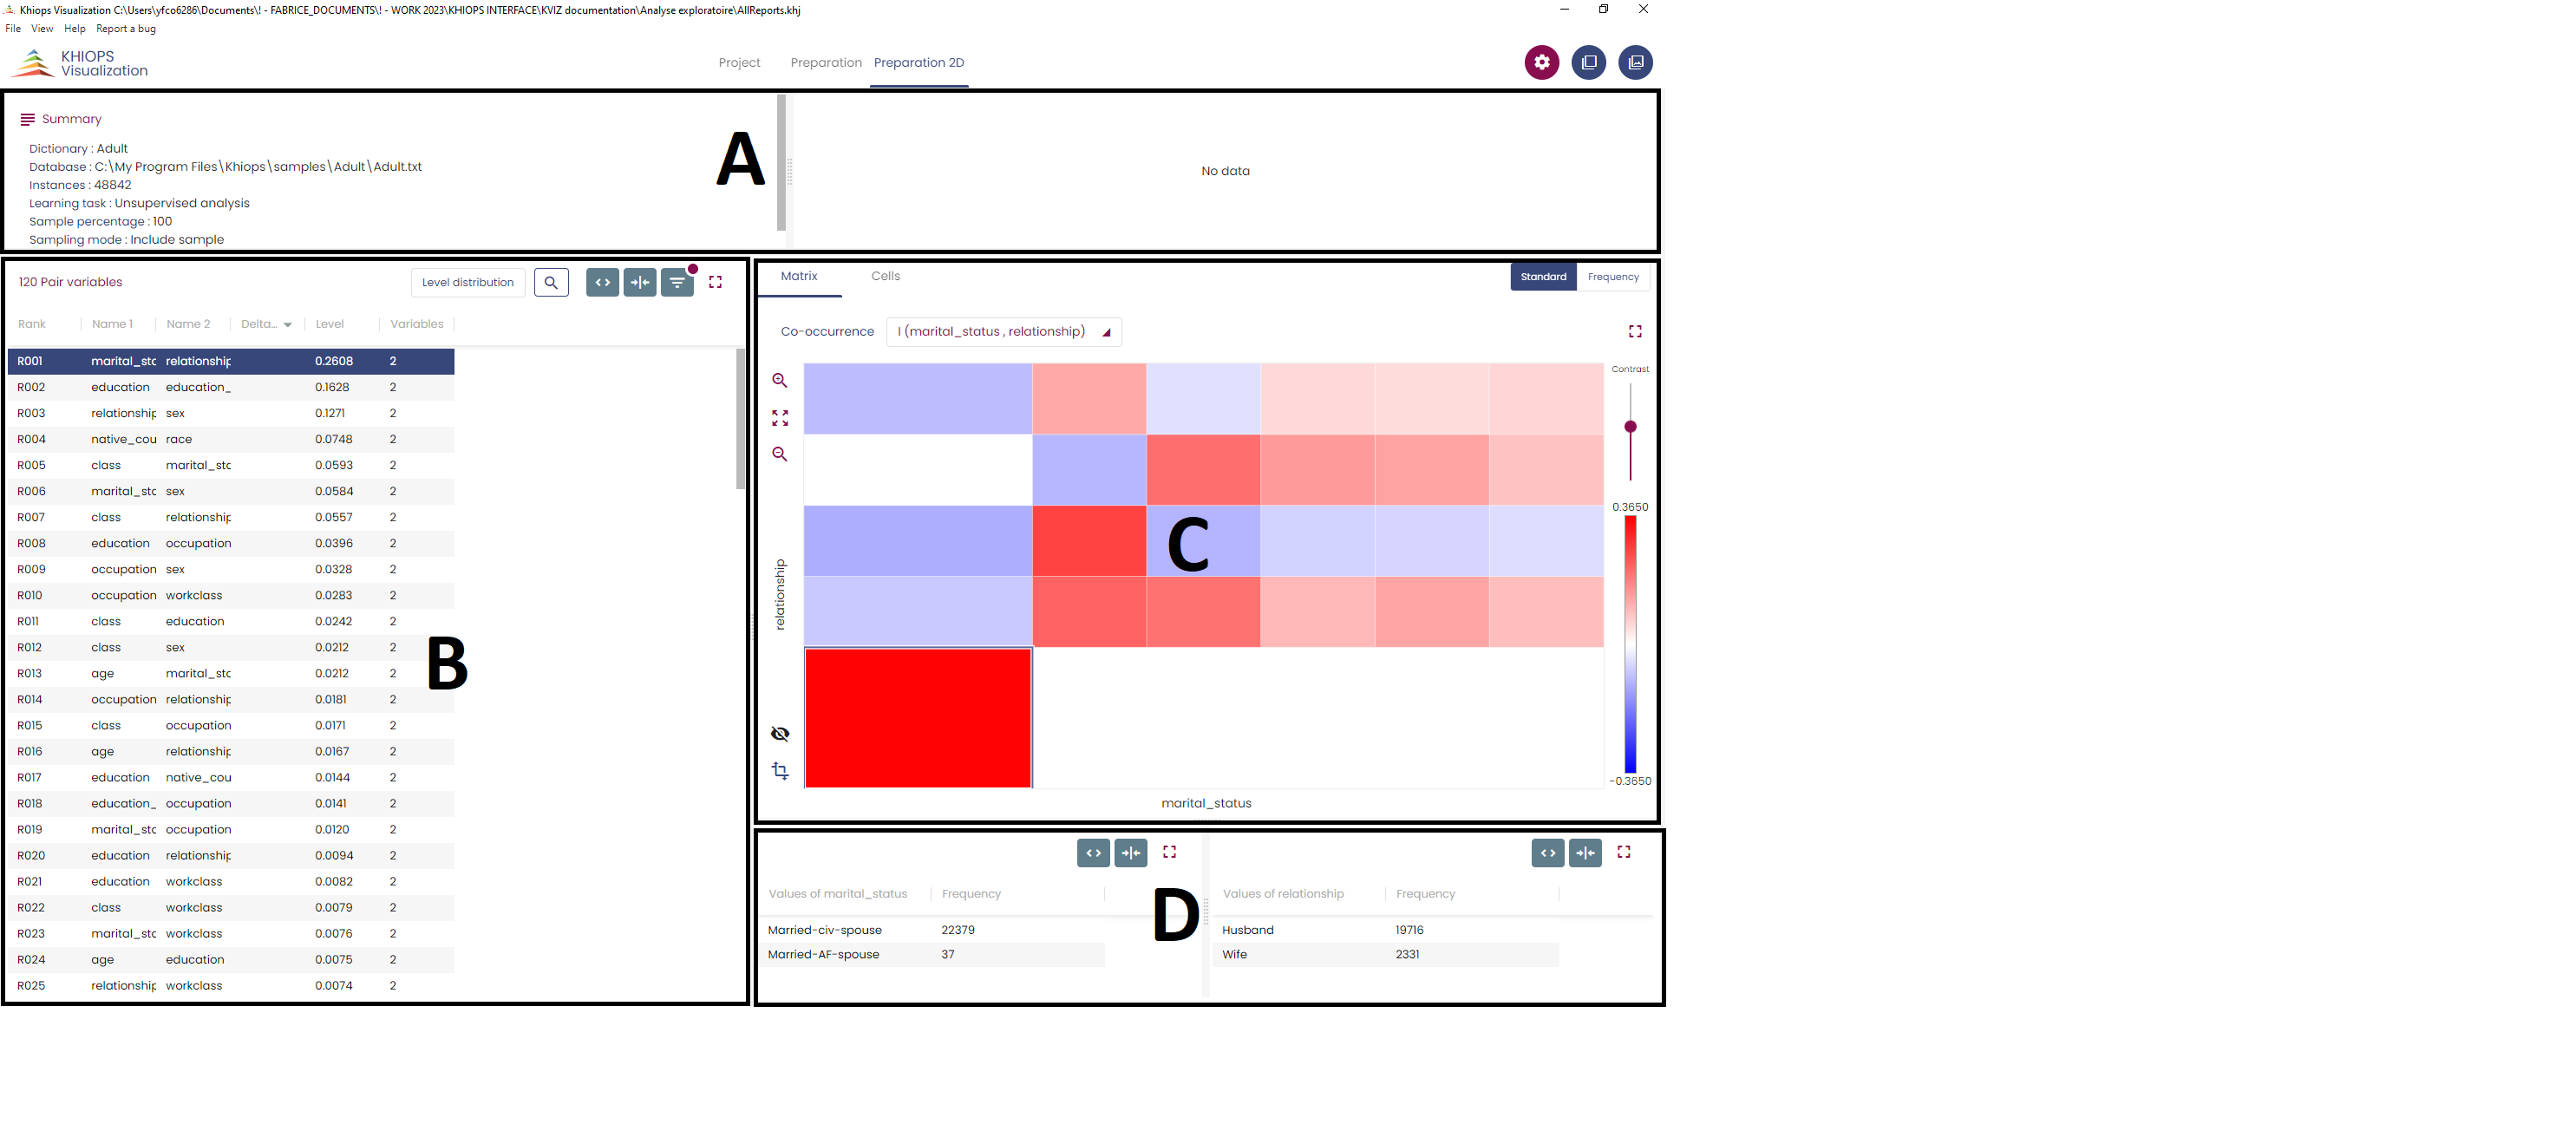 Khiops Visualization C:\Users\yfco6286\Documents\! - FABRICE_DOCUMENTS\! - WORK 2023\KHIOPS INTERFACE\KVIZ documentation\Analyse exploratoire\AllReports.khj
File View Help Report a bug
KHIOPS
Visualization
Project Preparation Preparation 2D
Summary
Dictionary : Adult
Database : C:\My Program Files\Khiops\samples\Adult\Adult.txt
Instances : 48842
Learning task : Unsupervised analysis
Sample percentage : 100
Sampling mode : Include sample
A
No data
120 Pair variables
Level distribution
Rank Name 1 Name 2 Delta... Level Variables
R001 marital_stc relationship 0.2608 2
R002 education education_ 0.1628 2
R003 relationship sex 0.1271 2
R004 native_cou race 0.0748 2
R005 class marital_stc 0.0593 2
R006 marital_stc sex 0.0584 2
R007 class relationship 0.0557 2
R008 education occupation 0.0396 2
R009 occupation sex 0.0328 2
R010 occupation workclass 0.0283 2
R011 class education 0.0242 2
R012 class sex 0.0212 2
R013 age marital_stc 0.0212 2
R014 occupation relationship 0.0181 2
R015 class occupation 0.0171 2
R016 age relationship 0.0167 2
R017 education native_cou 0.0144 2
R018 education_ occupation 0.0141 2
R019 marital_stc occupation 0.0120 2
R020 education relationship 0.0094 2
R021 education workclass 0.0082 2
R022 class workclass 0.0079 2
R023 marital_stc workclass 0.0076 2
R024 age education 0.0075 2
R025 relationship workclass 0.0074 2
B
Matrix Cells
Standard Frequency
Co-occurrence I (marital_status , relationship)
Contrast
0.3650
-0.3650
relationship
C
marital_status
D
Values of marital_status Frequency
Married-civ-spouse 22379
Married-AF-spouse 37
Values of relationship Frequency
Husband 19716
Wife 2331